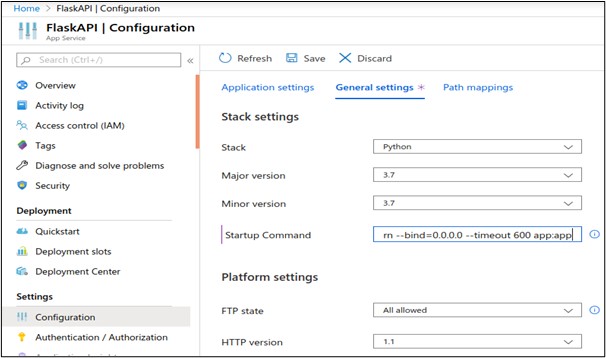 Home > FlaskAPI | Configuration
FlaskAPI | Configuration
App Service
Search (Ctrl+/)
«
Refresh Save Discard
Overview
Activity log
Access control (IAM)
Tags
Diagnose and solve problems
Security
Deployment
Quickstart
Deployment slots
Deployment Center
Settings
Configuration
Authentication / Authorization
Application settings General settings * Path mappings
Stack settings
Stack Python
Major version 3.7
Minor version 3.7
Startup Command rn --bind=0.0.0.0 --timeout 600 app:app
Platform settings
FTP state All allowed
HTTP version 1.1